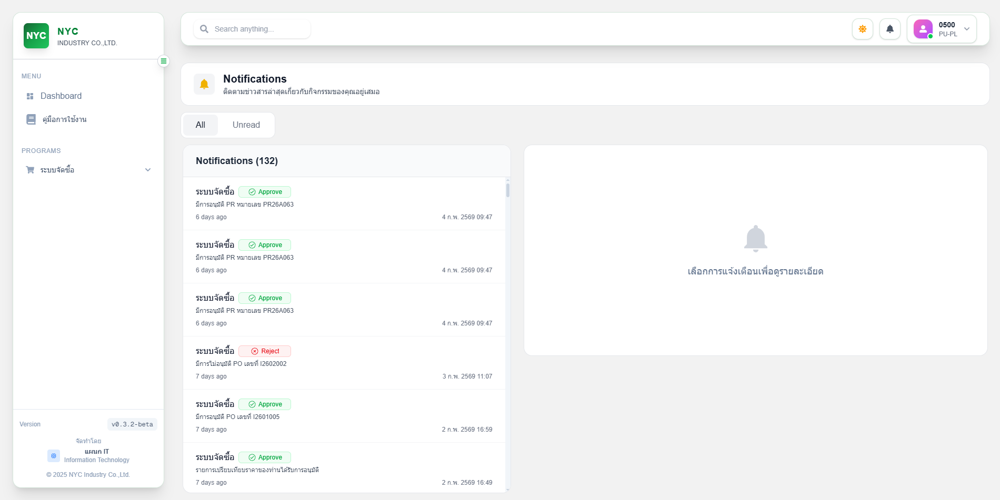 NYC
NYC
INDUSTRY CO.,LTD.
MENU
Dashboard
คู่มือการใช้งาน
PROGRAMS
ระบบจัดซื้อ
Version
v0.3.2-beta
จัดทำโดย
แผนก IT
Information Technology
© 2025 NYC Industry Co.,Ltd.
Search anything...
0500
PU-PL
Notifications
ติดตามข่าวสารล่าสุดเกี่ยวกับกิจกรรมของคุณอยู่เสมอ
All
Unread
Notifications (132)
ระบบจัดซื้อ Approve
มีการอนุมัติ PR หมายเลข PR26A063
6 days ago 4 ก.พ. 2569 09:47
ระบบจัดซื้อ Approve
มีการอนุมัติ PR หมายเลข PR26A063
6 days ago 4 ก.พ. 2569 09:47
ระบบจัดซื้อ Approve
มีการอนุมัติ PR หมายเลข PR26A063
6 days ago 4 ก.พ. 2569 09:47
ระบบจัดซื้อ Reject
มีการไม่อนุมัติ PO เลขที่ I2602002
7 days ago 3 ก.พ. 2569 11:07
ระบบจัดซื้อ Approve
มีการอนุมัติ PO เลขที่ I2601005
7 days ago 2 ก.พ. 2569 16:59
ระบบจัดซื้อ Approve
รายการเปรียบเทียบราคาของท่านได้รับการอนุมัติ
7 days ago 2 ก.พ. 2569 16:49
เลือกการแจ้งเตือนเพื่อดูรายละเอียด